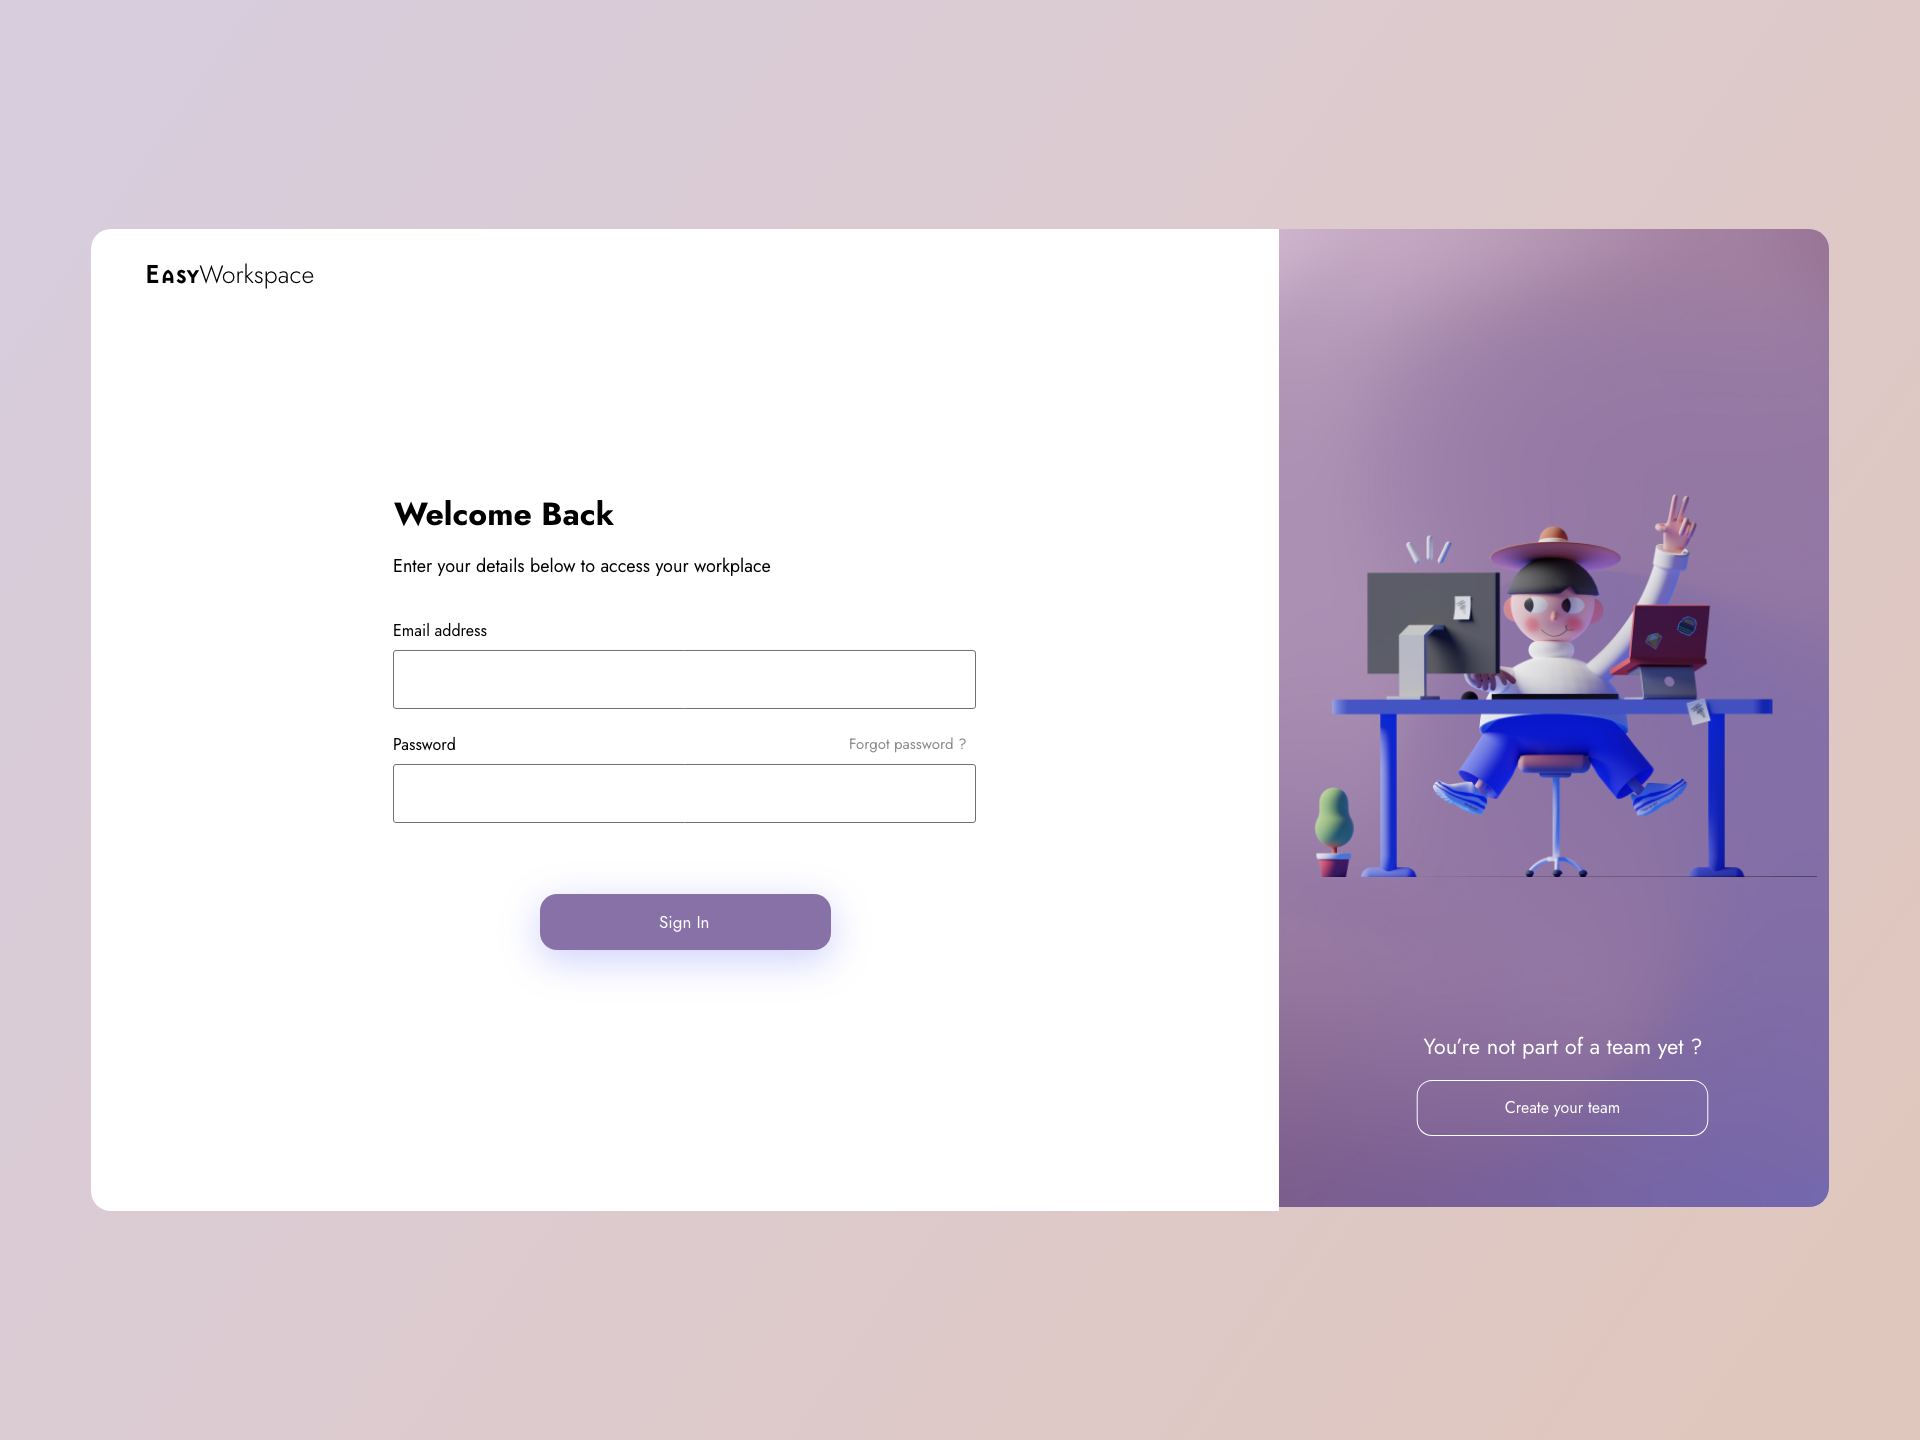 EASYWorkspace
Welcome Back
Enter your details below to access your workplace
Email address
Password
Forgot password ?
Sign In
You’re not part of a team yet ?
Create your team